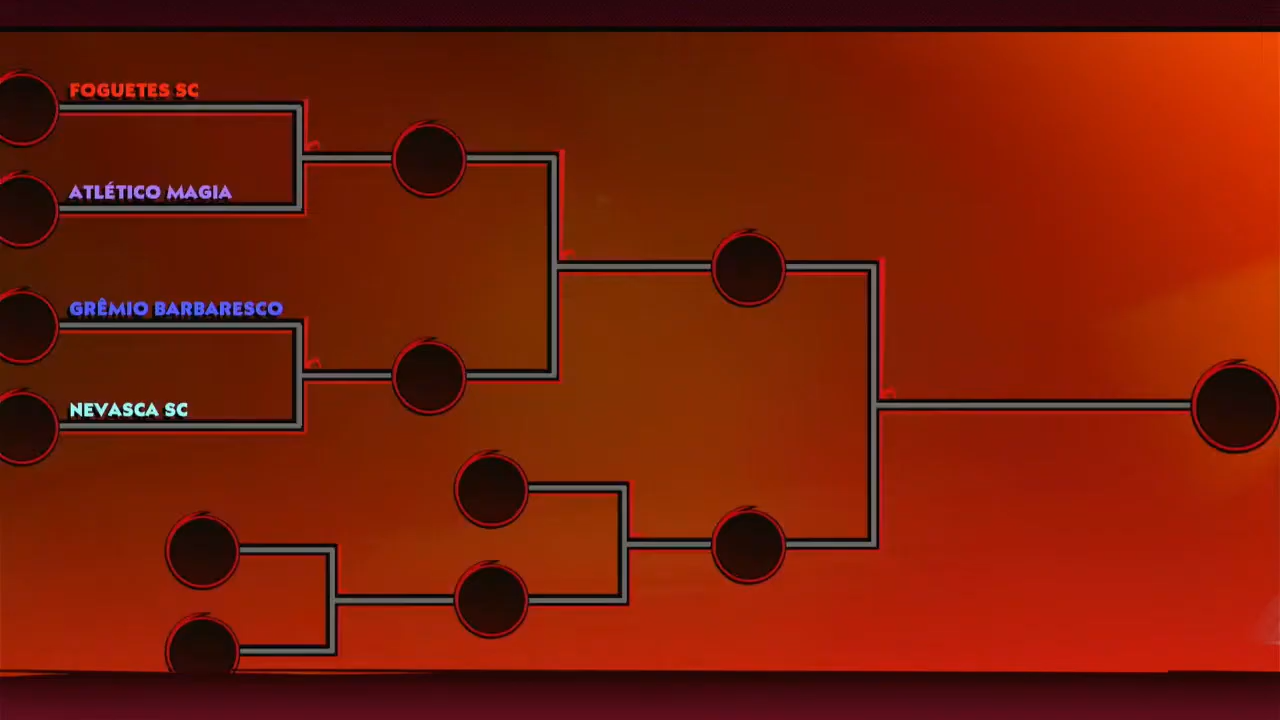 FOGUETES SC
ATLÉTICO MAGIA
GRÊMIO BARBARESCO
NEVASCA SC